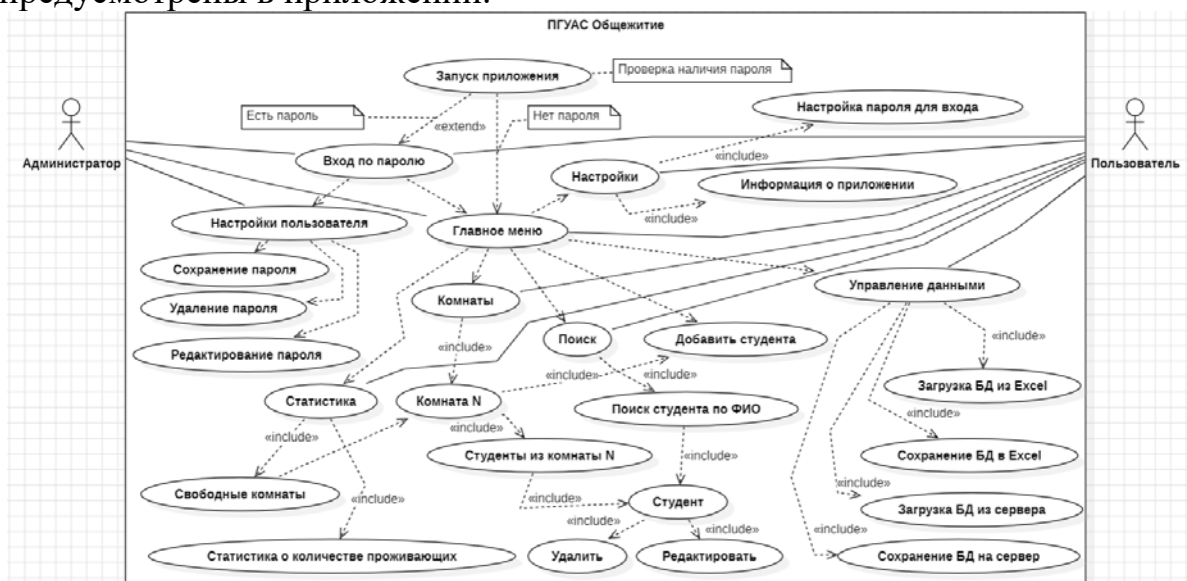 предусмотрены в приложении.
ПГУАС Общежитие
Запуск приложения
Проверка наличия пароля
Есть пароль
«extend»
Нет пароля
Настройка пароля для входа
Администратор
Пользователь
Вход по паролю
«include»
Настройки
Информация о приложении
«include»
Настройки пользователя
Главное меню
Сохранение пароля
Управление данными
Комнаты
Удаление пароля
Поиск
Добавить студента
«include»
«include»
Редактирование пароля
«include»
«include»
Загрузка БД из Excel
Статистика
Комната N
Поиск студента по ФИО
«include»
«include»
«include»
Студенты из комнаты N
«include»
Сохранение БД в Excel
Свободные комнаты
«include»
«include»
Студент
Загрузка БД из сервера
«include»
«include»
«include»
Статистика о количестве проживающих
Удалить
Редактировать
Сохранение БД на сервер